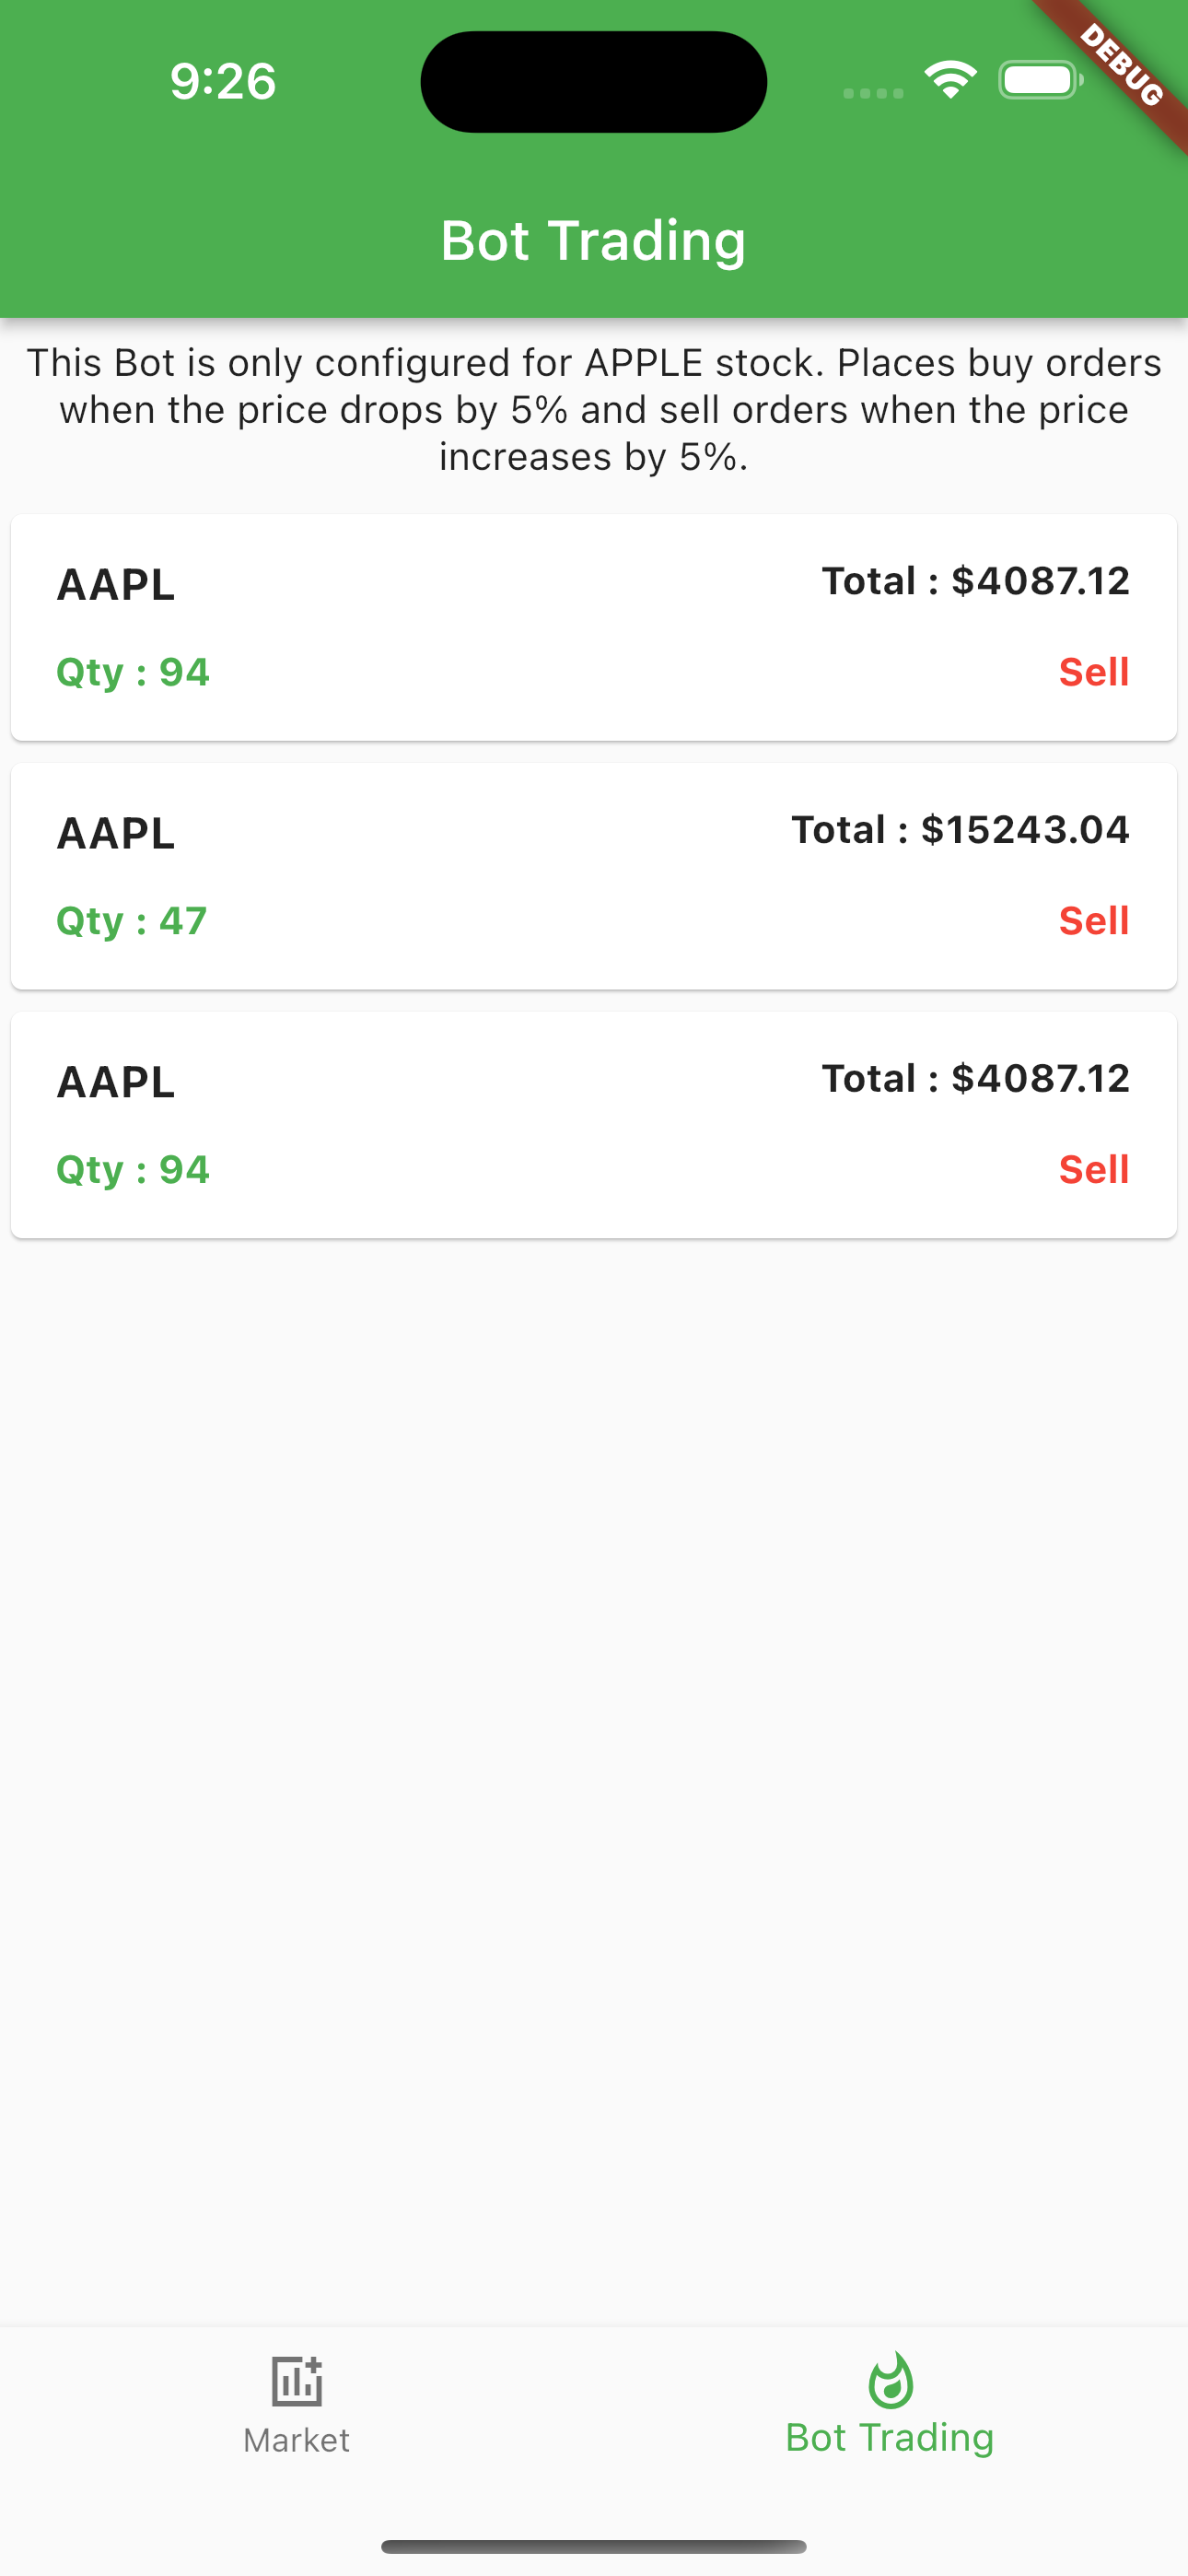 9:26
DEBUG
Bot Trading
This Bot is only configured for APPLE stock. Places buy orders
when the price drops by 5% and sell orders when the price
increases by 5%.
AAPL
Total : $4087.12
Qty : 94
Sell
AAPL
Total : $15243.04
Qty : 47
Sell
AAPL
Total : $4087.12
Qty : 94
Sell
Market
Bot Trading